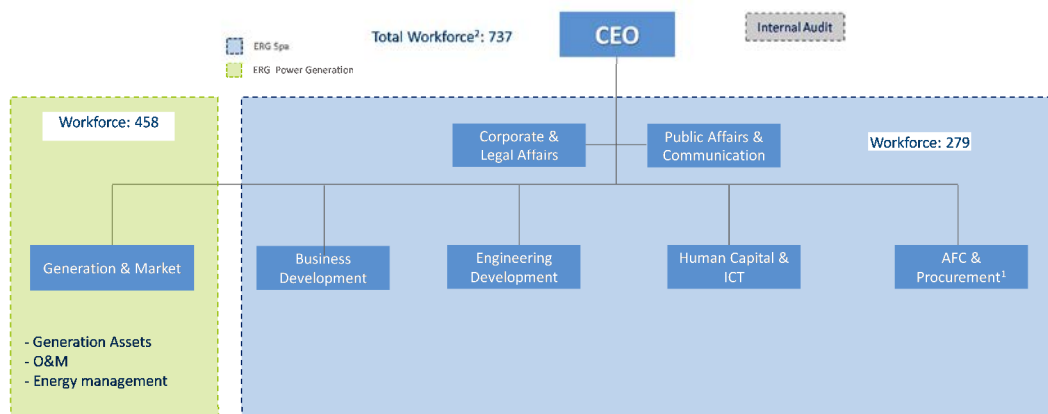 Total Workforce²: 737
CEO
Internal Audit
ERG Spa
ERG Power Generation
Workforce: 458
Corporate &
Legal Affairs
Public Affairs &
Communication
Workforce: 279
Generation & Market
Business
Development
Engineering
Development
Human Capital &
ICT
AFC &
Procurement¹
- Generation Assets
- O&M
- Energy management